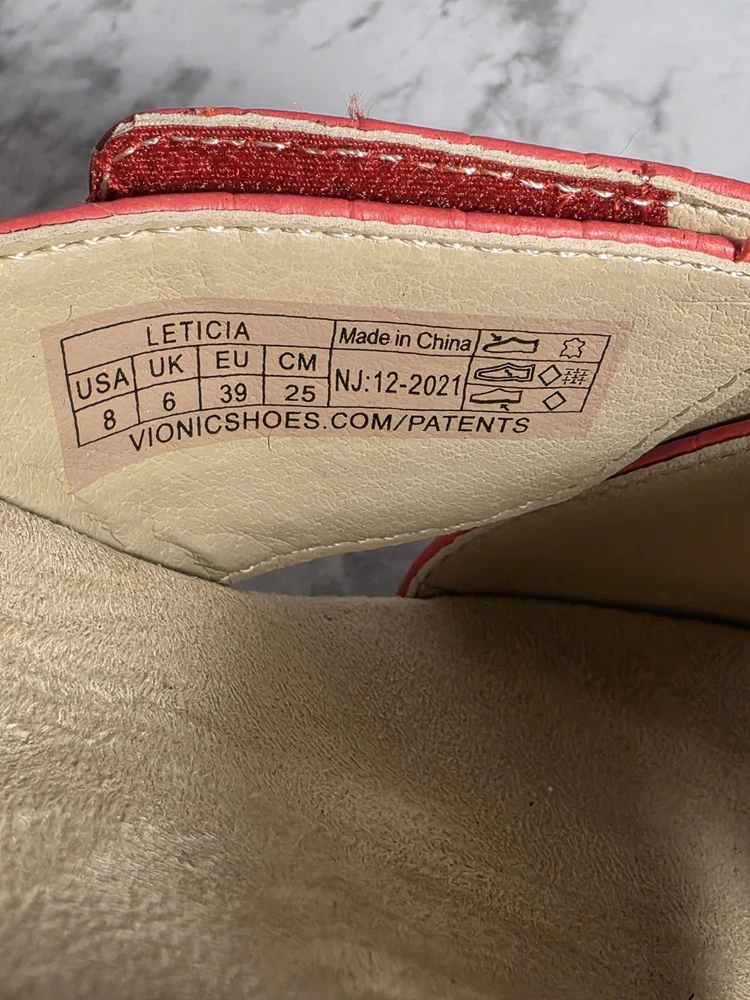 LETICIA
USA UK EU CM
8 6 39 25
Made in China
NJ:12-2021
VIONICSHOES.COM/PATENTS